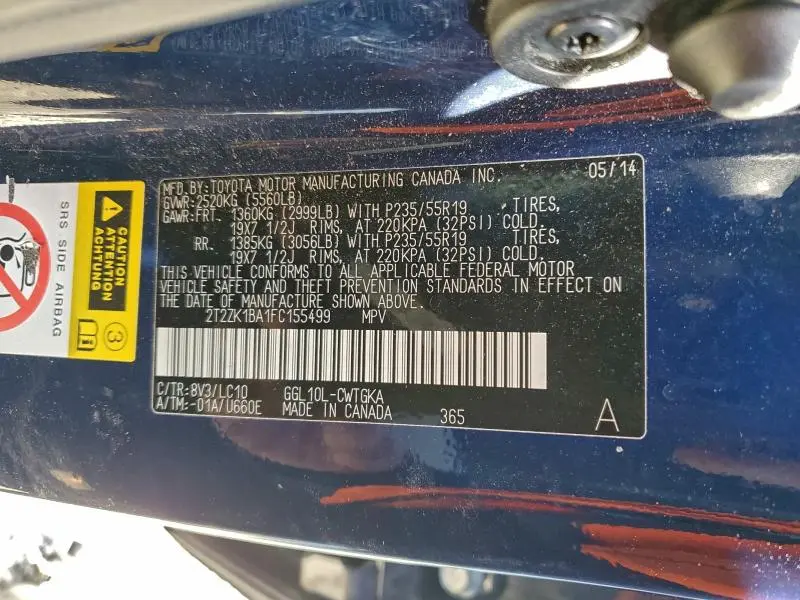 MFD.BY:TOYOTA MOTOR MANUFACTURING CANADA INC. 05/14
GVWR:2520KG (5560LB)
GAWR:FRT. 1360KG (2999LB) WITH P235/55R19 TIRES,
19X7 1/2J RIMS, AT 220KPA (32PSI) COLD.
RR. 1385KG (3056LB) WITH P235/55R19 TIRES,
19X7 1/2J RIMS, AT 220KPA (32PSI) COLD.
THIS VEHICLE CONFORMS TO ALL APPLICABLE FEDERAL MOTOR
VEHICLE SAFETY AND THEFT PREVENTION STANDARDS IN EFFECT ON
THE DATE OF MANUFACTURE SHOWN ABOVE.
2T2ZK1BA1FC155499 MPV
C/TR:8V3/LC10 GGL10L-CWTGKA
A/TM:-01A/U660E MADE IN CANADA 365 A
SRS SIDE AIRBAG
CAUTION
ATTENTION
ACHTUNG
3